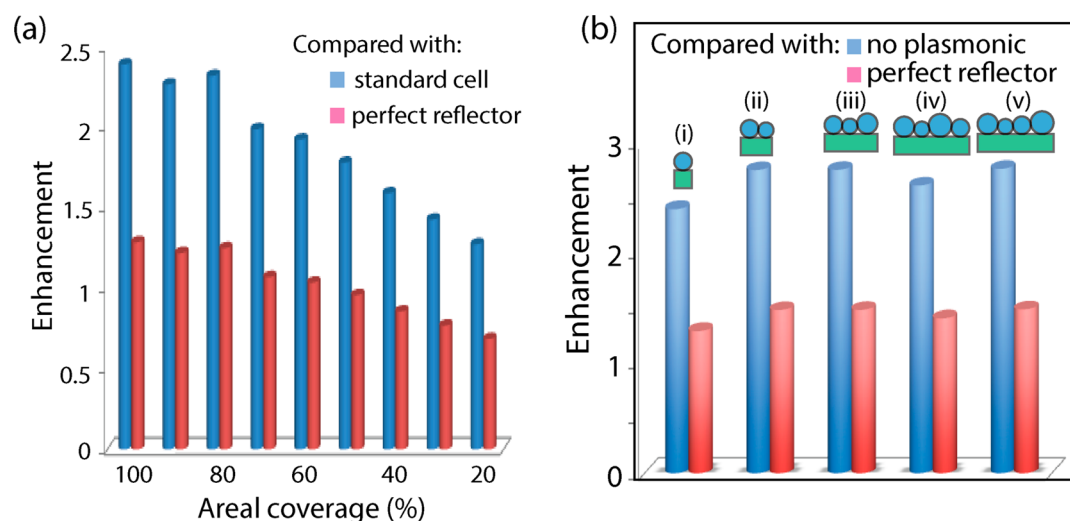 (a)
Compared with:
standard cell
perfect reflector
Enhancement
2.5
2
1.5
1
0.5
0
100
80
60
40
20
Areal coverage (%)
(b)
Compared with: no plasmonic
perfect reflector
(i)
(ii)
(iii)
(iv)
(v)
Enhancement
3
2
1
0